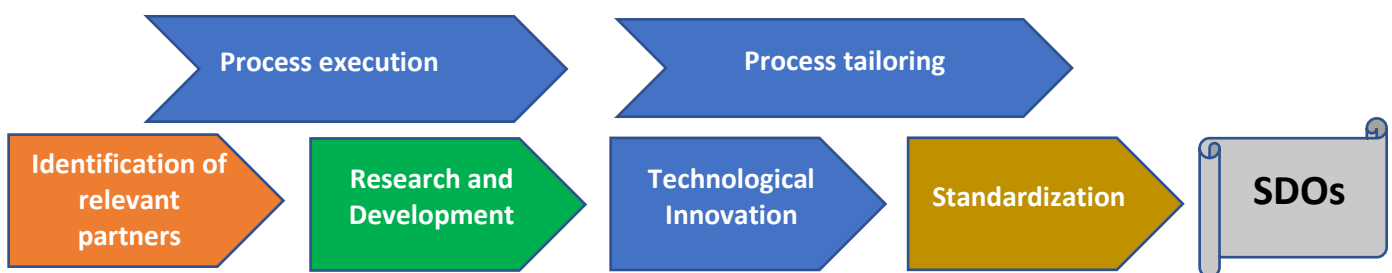 Process execution
Process tailoring
Identification of
relevant
partners
Research and
Development
Technological
Innovation
Standardization
SDOs